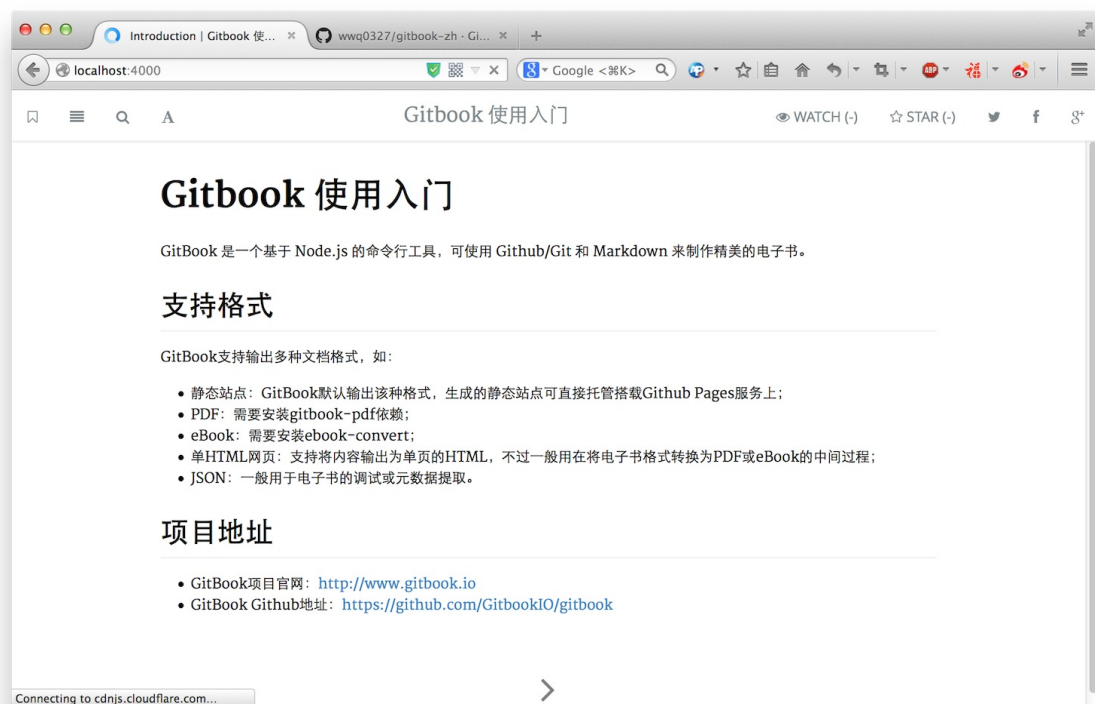 Introduction | Gitbook 使...
wwq0327/gitbook-zh · Gi...
localhost:4000
Google <⌘K>
ABP
福
A
Gitbook 使用入门
WATCH (-)
STAR (-)
Gitbook 使用入门
GitBook 是一个基于 Node.js 的命令行工具，可使用 Github/Git 和 Markdown 来制作精美的电子书。
支持格式
GitBook支持输出多种文档格式，如：
静态站点：GitBook默认输出该种格式，生成的静态站点可直接托管搭载Github Pages服务上；
PDF：需要安装gitbook-pdf依赖；
eBook：需要安装ebook-convert；
单HTML网页：支持将内容输出为单页的HTML，不过一般用在将电子书格式转换为PDF或eBook的中间过程；
JSON：一般用于电子书的调试或元数据提取。
项目地址
GitBook项目官网：http://www.gitbook.io
GitBook Github地址：https://github.com/GitbookIO/gitbook
Connecting to cdnjs.cloudflare.com...